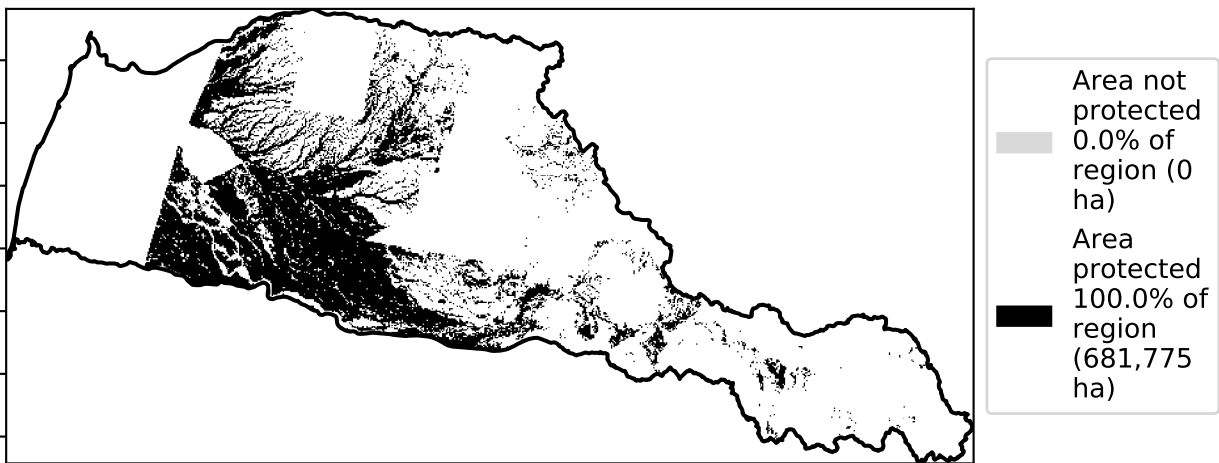 Area not
protected
0.0% of
region (0
ha)
Area
protected
100.0% of
region
(681,775
ha)